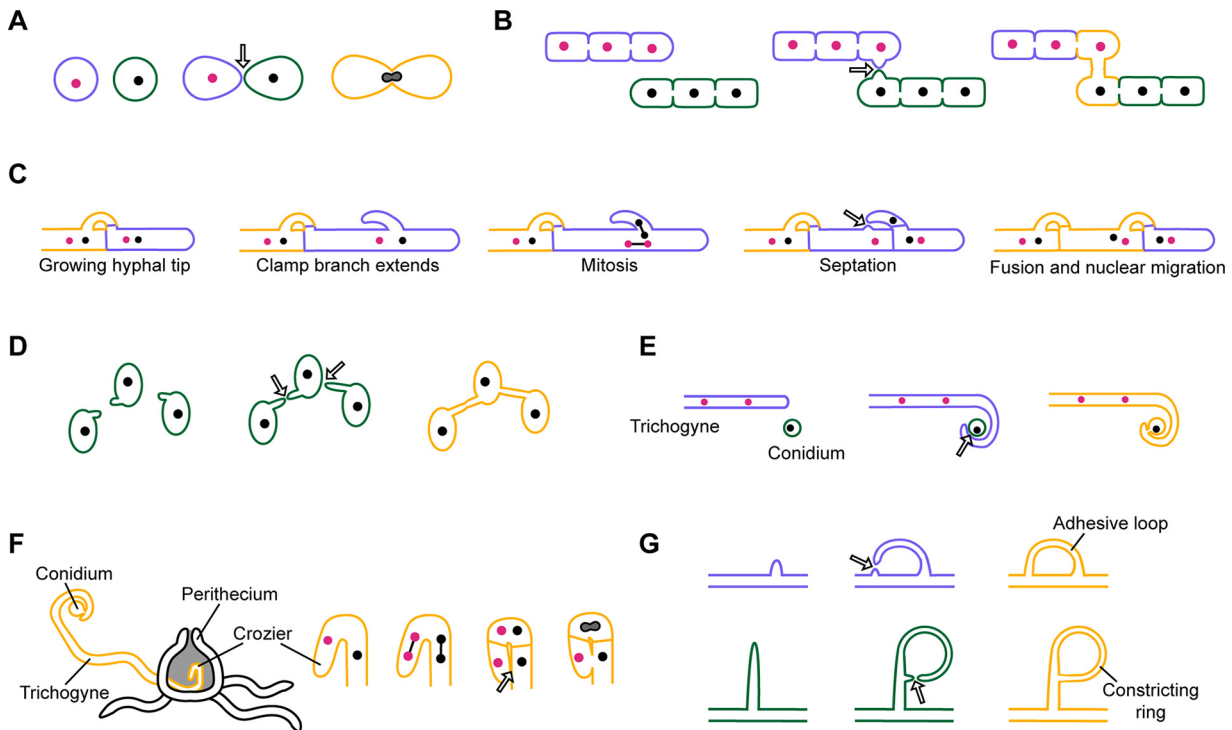 A
B
C
Growing hyphal tip
Clamp branch extends
Mitosis
Septation
Fusion and nuclear migration
D
E
Trichogyne
Conidium
F
Conidium
Perithecium
Crozier
Trichogyne
G
Adhesive loop
Constricting
ring